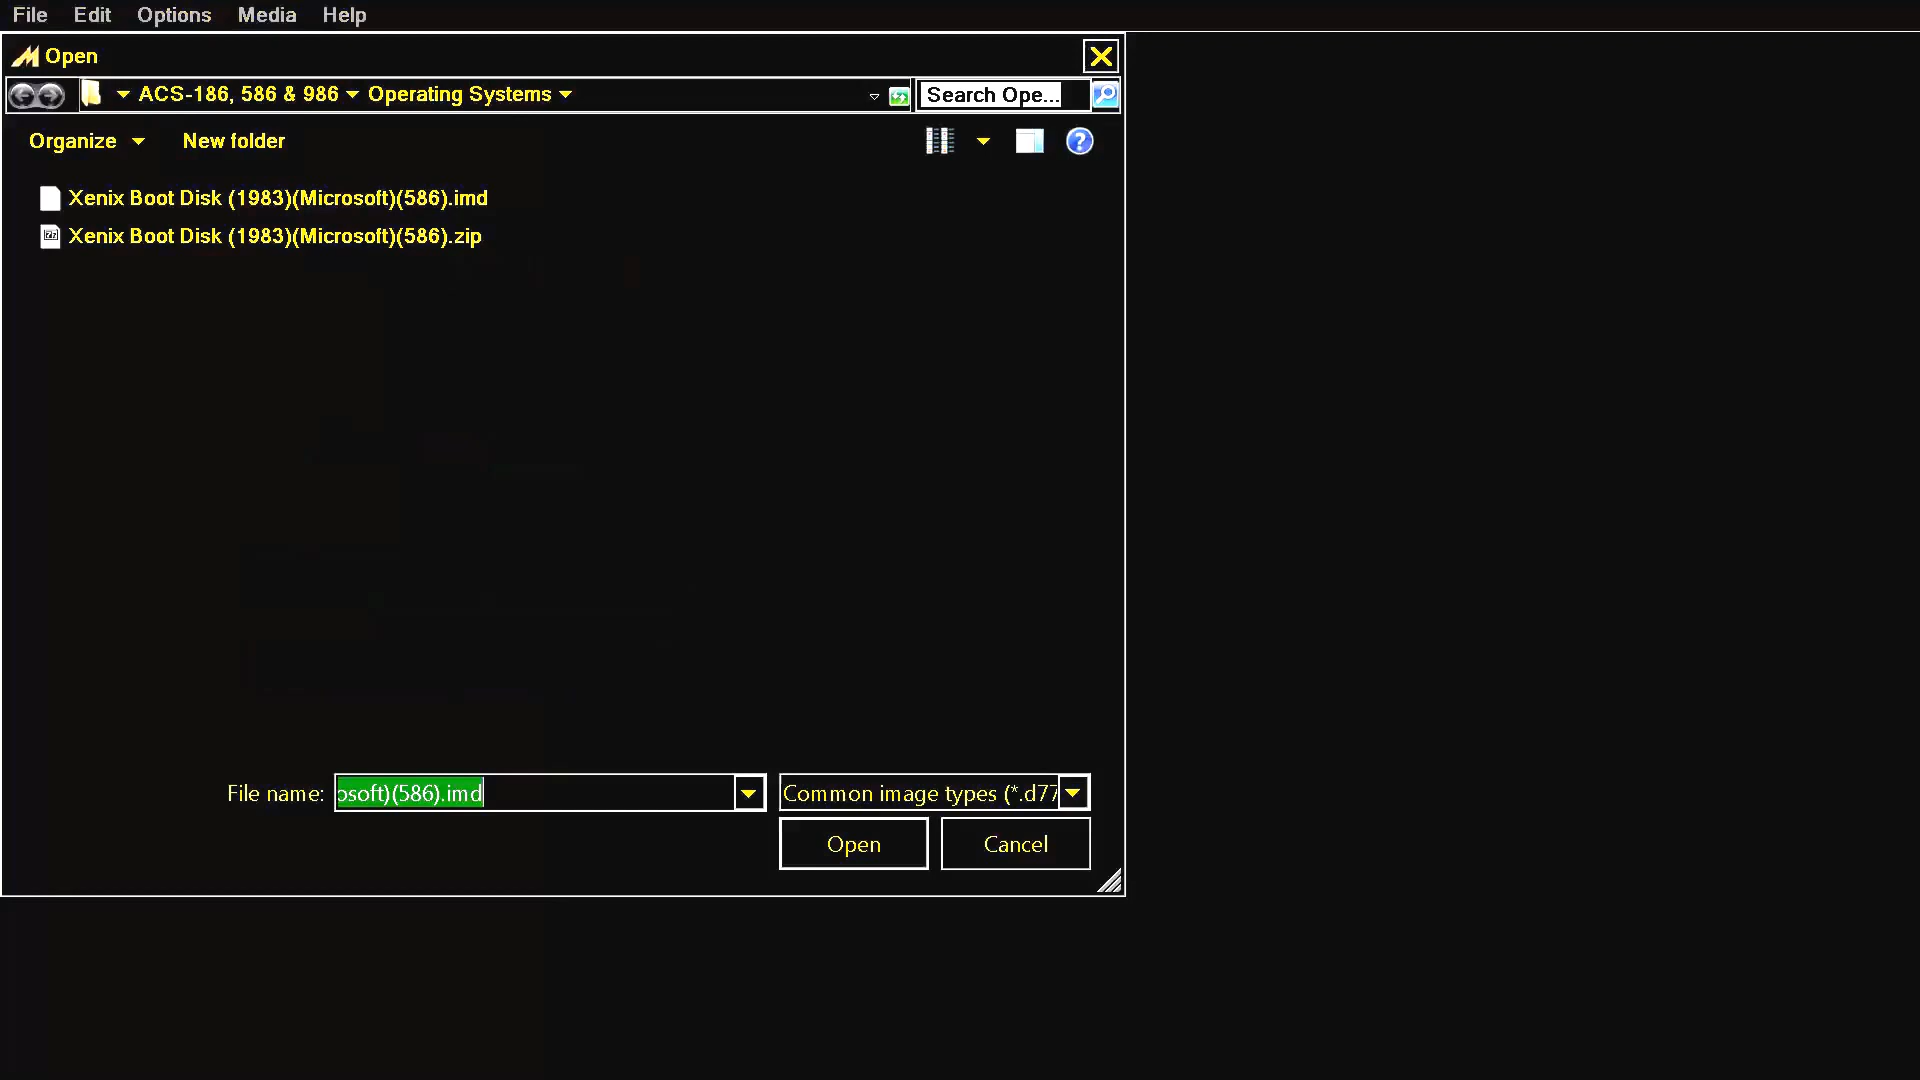 File Edit Options Media Help
Open
ACS-186, 586 & 986 Operating Systems Search Ope...
Organize New folder
Xenix Boot Disk (1983)(Microsoft)(586).imd
Xenix Boot Disk (1983)(Microsoft)(586).zip
File name: osoft)(586).imd Common image types (*.d77
Open Cancel